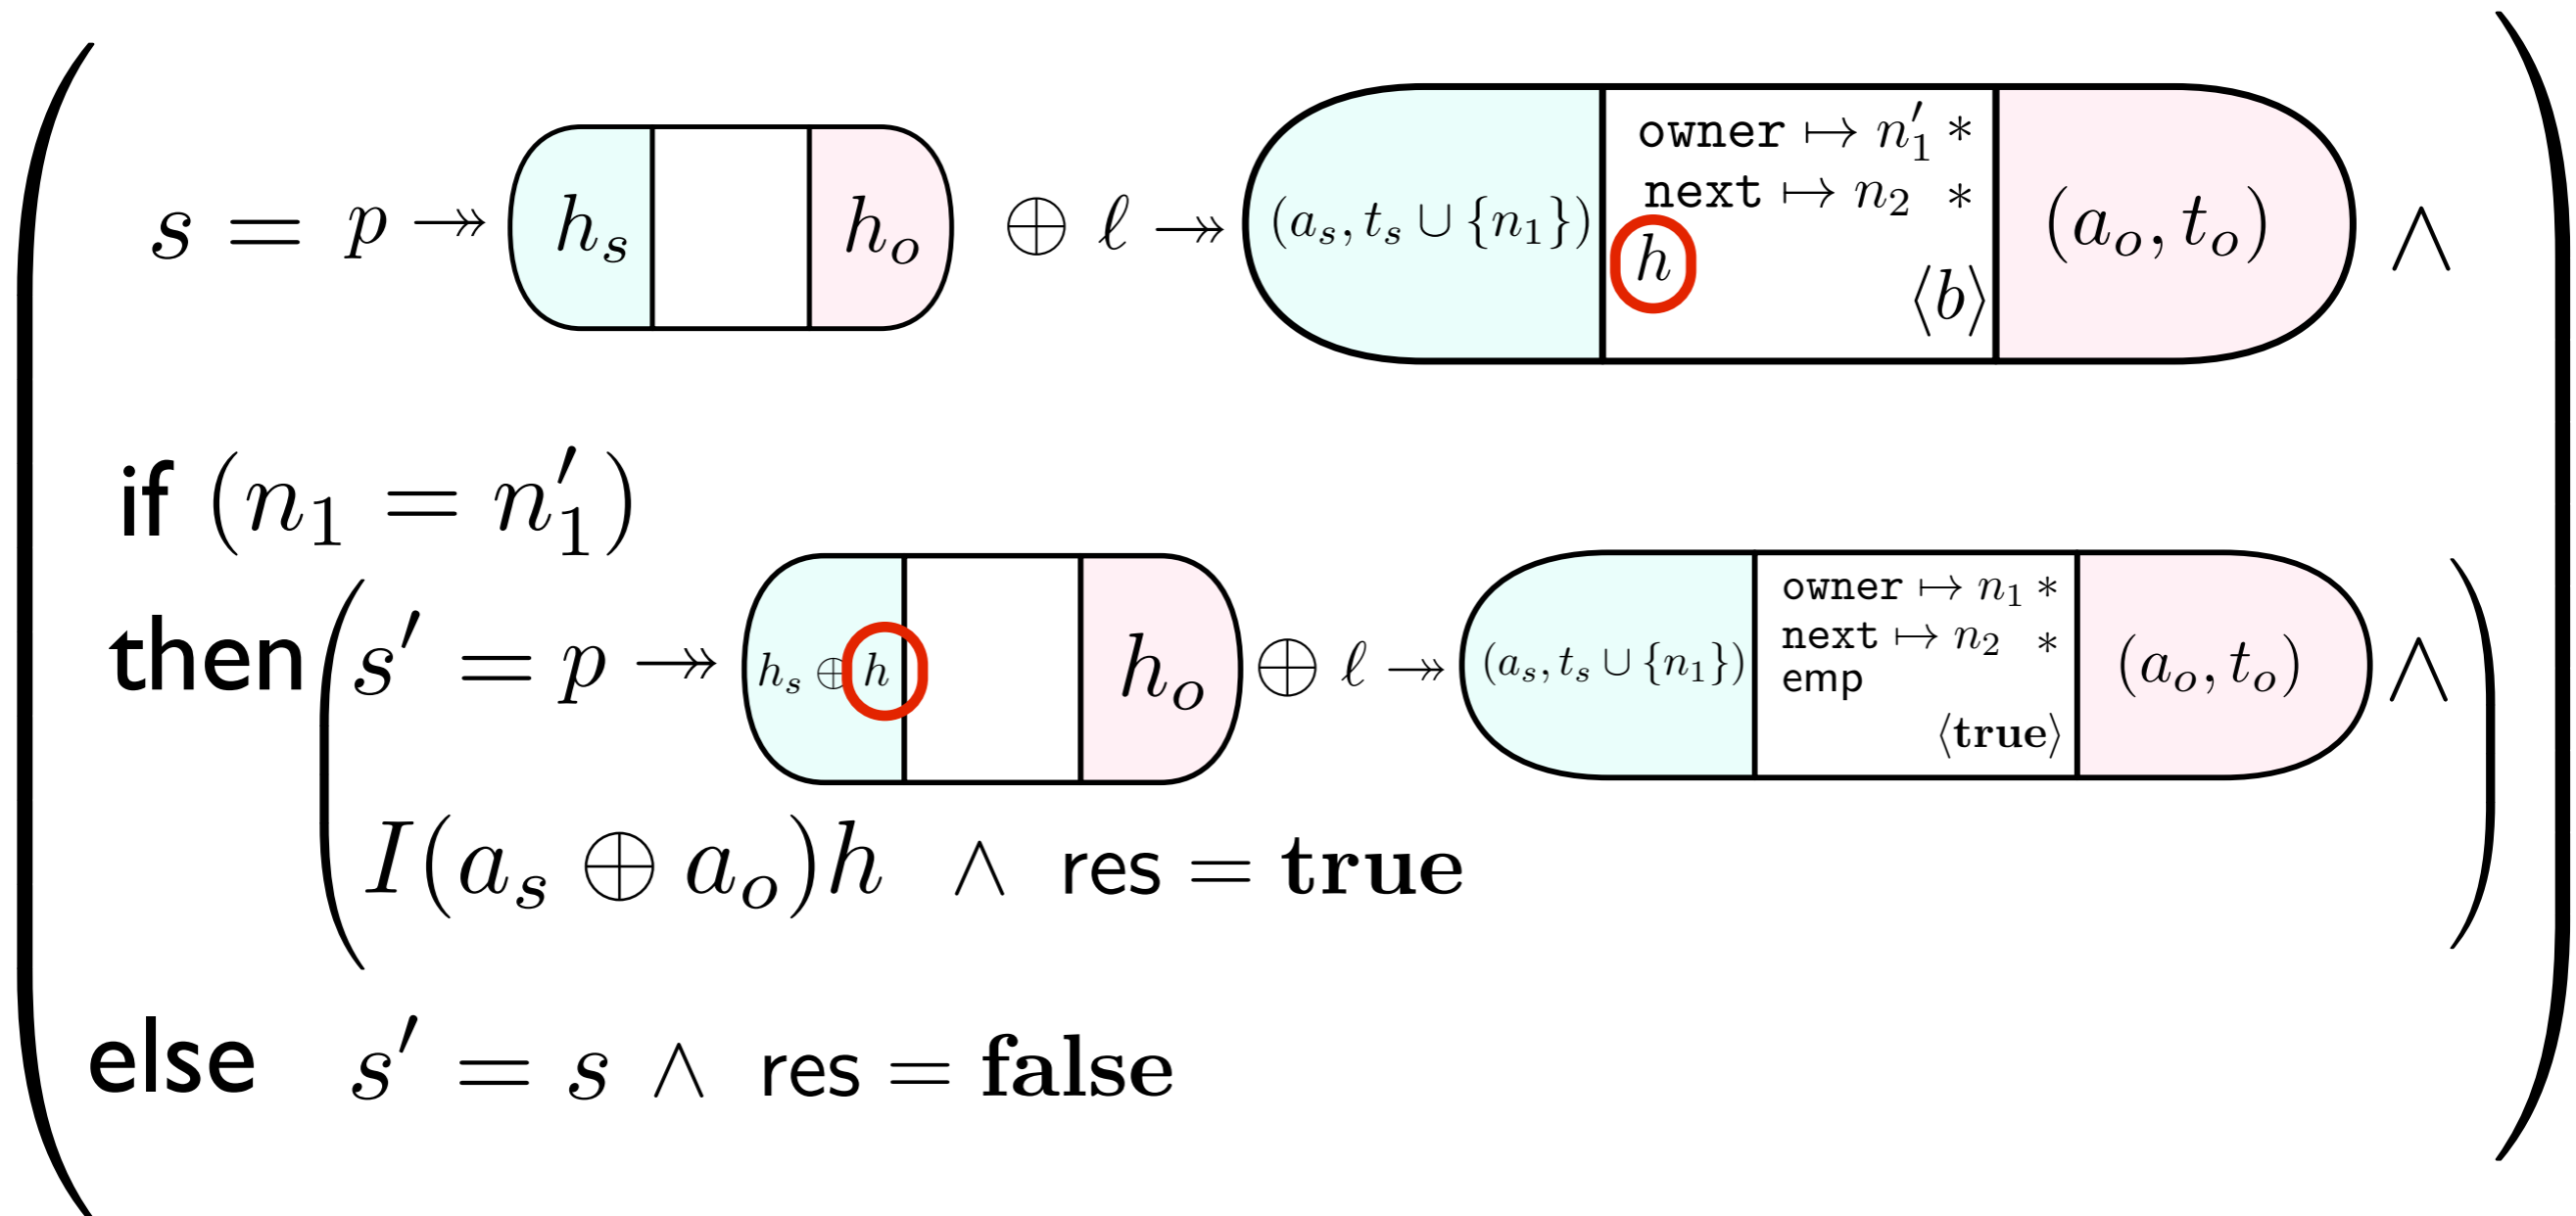 s = p ↠ h_s h_o ⊕ ℓ ↠ (a_s, t_s ∪ {n_1}) owner ↦ n'_1 * (a_o, t_o) ∧
next ↦ n_2 *
h
⟨b⟩
if (n_1 = n'_1)
then ( s' = p ↠ h_s ⊕ h h_o ⊕ ℓ ↠ (a_s, t_s ∪ {n_1}) owner ↦ n_1 * (a_o, t_o) ∧
next ↦ n_2 *
emp
⟨true⟩
I(a_s ⊕ a_o)h ∧ res = true )
else s' = s ∧ res = false